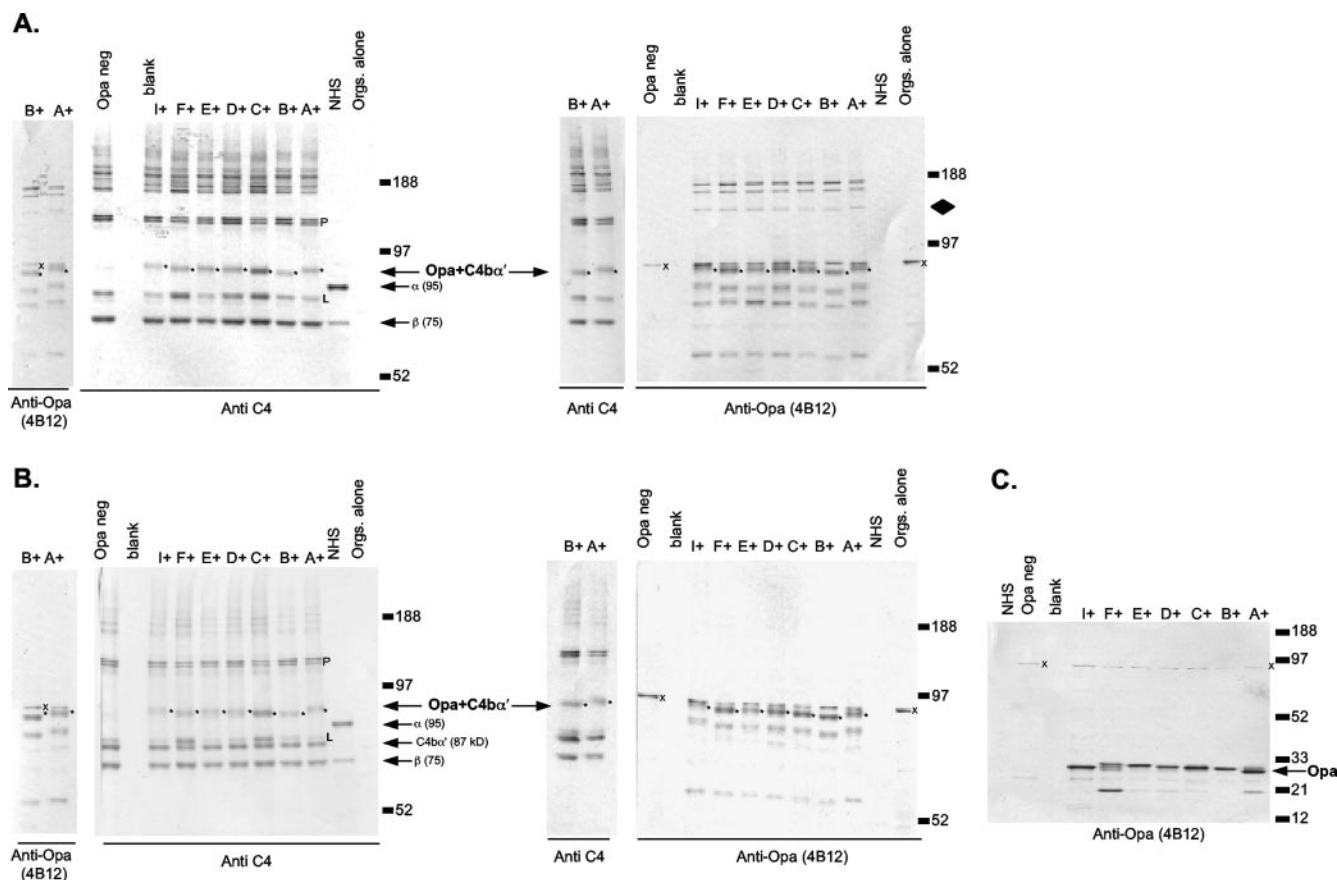 A.
B+ A+
Anti-Opa
(4B12)
Opa neg
blank
I+ F+ E+ D+ C+ B+ A+
NHS
Orgs. alone
188
P
97
Opa+C4bα′
α (95)
L
β (75)
52
Anti C4
B+ A+
Anti C4
Opa neg
blank
I+ F+ E+ D+ C+ B+ A+
NHS
Orgs. alone
188
97
x
x
x
52
Anti-Opa (4B12)
B.
B+ A+
Anti-Opa
(4B12)
Opa neg
blank
I+ F+ E+ D+ C+ B+ A+
NHS
Orgs. alone
188
P
97
Opa+C4bα′
α (95)
L
C4bα′ (87 kD)
β (75)
52
Anti C4
B+ A+
Anti C4
Opa neg
blank
I+ F+ E+ D+ C+ B+ A+
NHS
Orgs. alone
188
97
x
x
x
52
Anti-Opa (4B12)
C.
NHS
Opa neg
blank
I+ F+ E+ D+ C+ B+ A+
188
97
x
x
52
33
Opa
21
12
Anti-Opa (4B12)